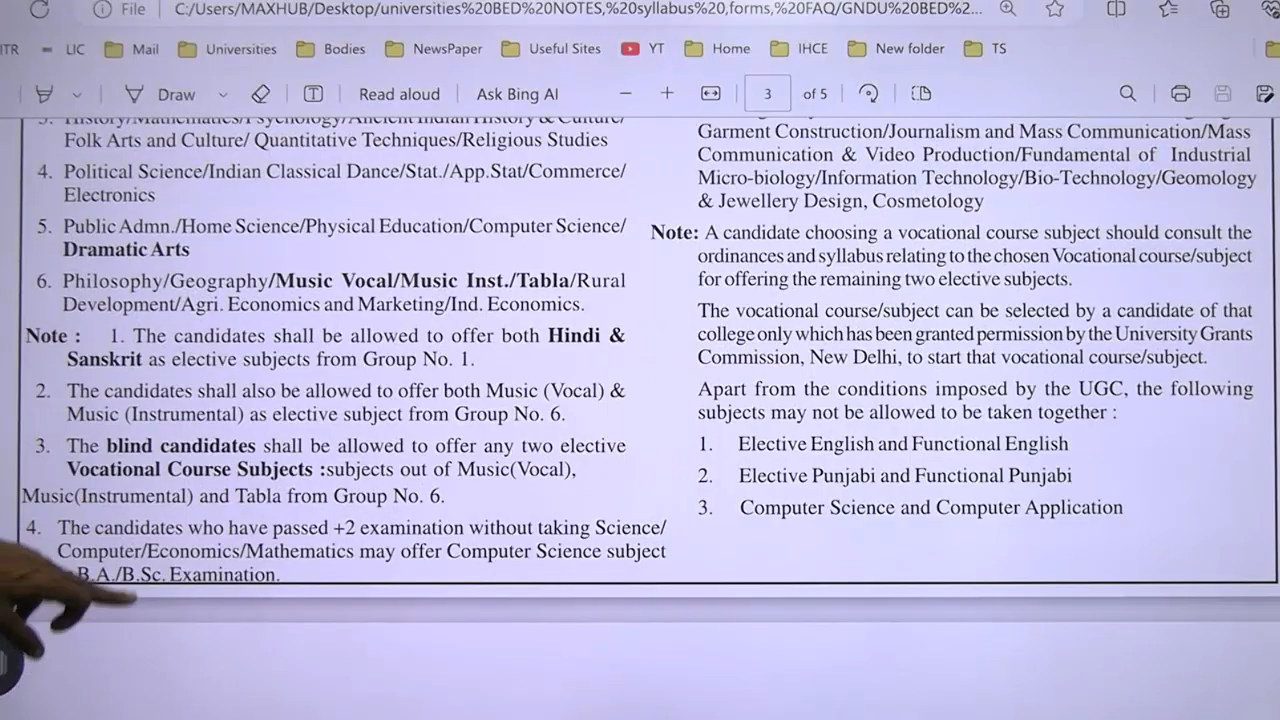 File
C:/Users/MAXHUB/Desktop/universities%20BED%20NOTES,%20syllabus%20,forms,%20FAQ/GNDU%20BED%2...
ITR
LIC
Mail
Universities
Bodies
NewsPaper
Useful Sites
YT
Home
IHCE
New folder
TS
Draw
Read aloud
Ask Bing AI
3 of 5
3. History/Mathematics/Psychology/Ancient Indian History & Culture/
Folk Arts and Culture/ Quantitative Techniques/Religious Studies
4. Political Science/Indian Classical Dance/Stat./App.Stat/Commerce/
Electronics
5. Public Admn./Home Science/Physical Education/Computer Science/
Dramatic Arts
6. Philosophy/Geography/Music Vocal/Music Inst./Tabla/Rural
Development/Agri. Economics and Marketing/Ind. Economics.
Note : 1. The candidates shall be allowed to offer both Hindi &
Sanskrit as elective subjects from Group No. 1.
2. The candidates shall also be allowed to offer both Music (Vocal) &
Music (Instrumental) as elective subject from Group No. 6.
3. The blind candidates shall be allowed to offer any two elective
Vocational Course Subjects :subjects out of Music(Vocal),
Music(Instrumental) and Tabla from Group No. 6.
4. The candidates who have passed +2 examination without taking Science/
Computer/Economics/Mathematics may offer Computer Science subject
B.A./B.Sc. Examination.
Garment Construction/Journalism and Mass Communication/Mass
Communication & Video Production/Fundamental of Industrial
Micro-biology/Information Technology/Bio-Technology/Geomology
& Jewellery Design, Cosmetology
Note: A candidate choosing a vocational course subject should consult the
ordinances and syllabus relating to the chosen Vocational course/subject
for offering the remaining two elective subjects.
The vocational course/subject can be selected by a candidate of that
college only which has been granted permission by the University Grants
Commission, New Delhi, to start that vocational course/subject.
Apart from the conditions imposed by the UGC, the following
subjects may not be allowed to be taken together :
1. Elective English and Functional English
2. Elective Punjabi and Functional Punjabi
3. Computer Science and Computer Application